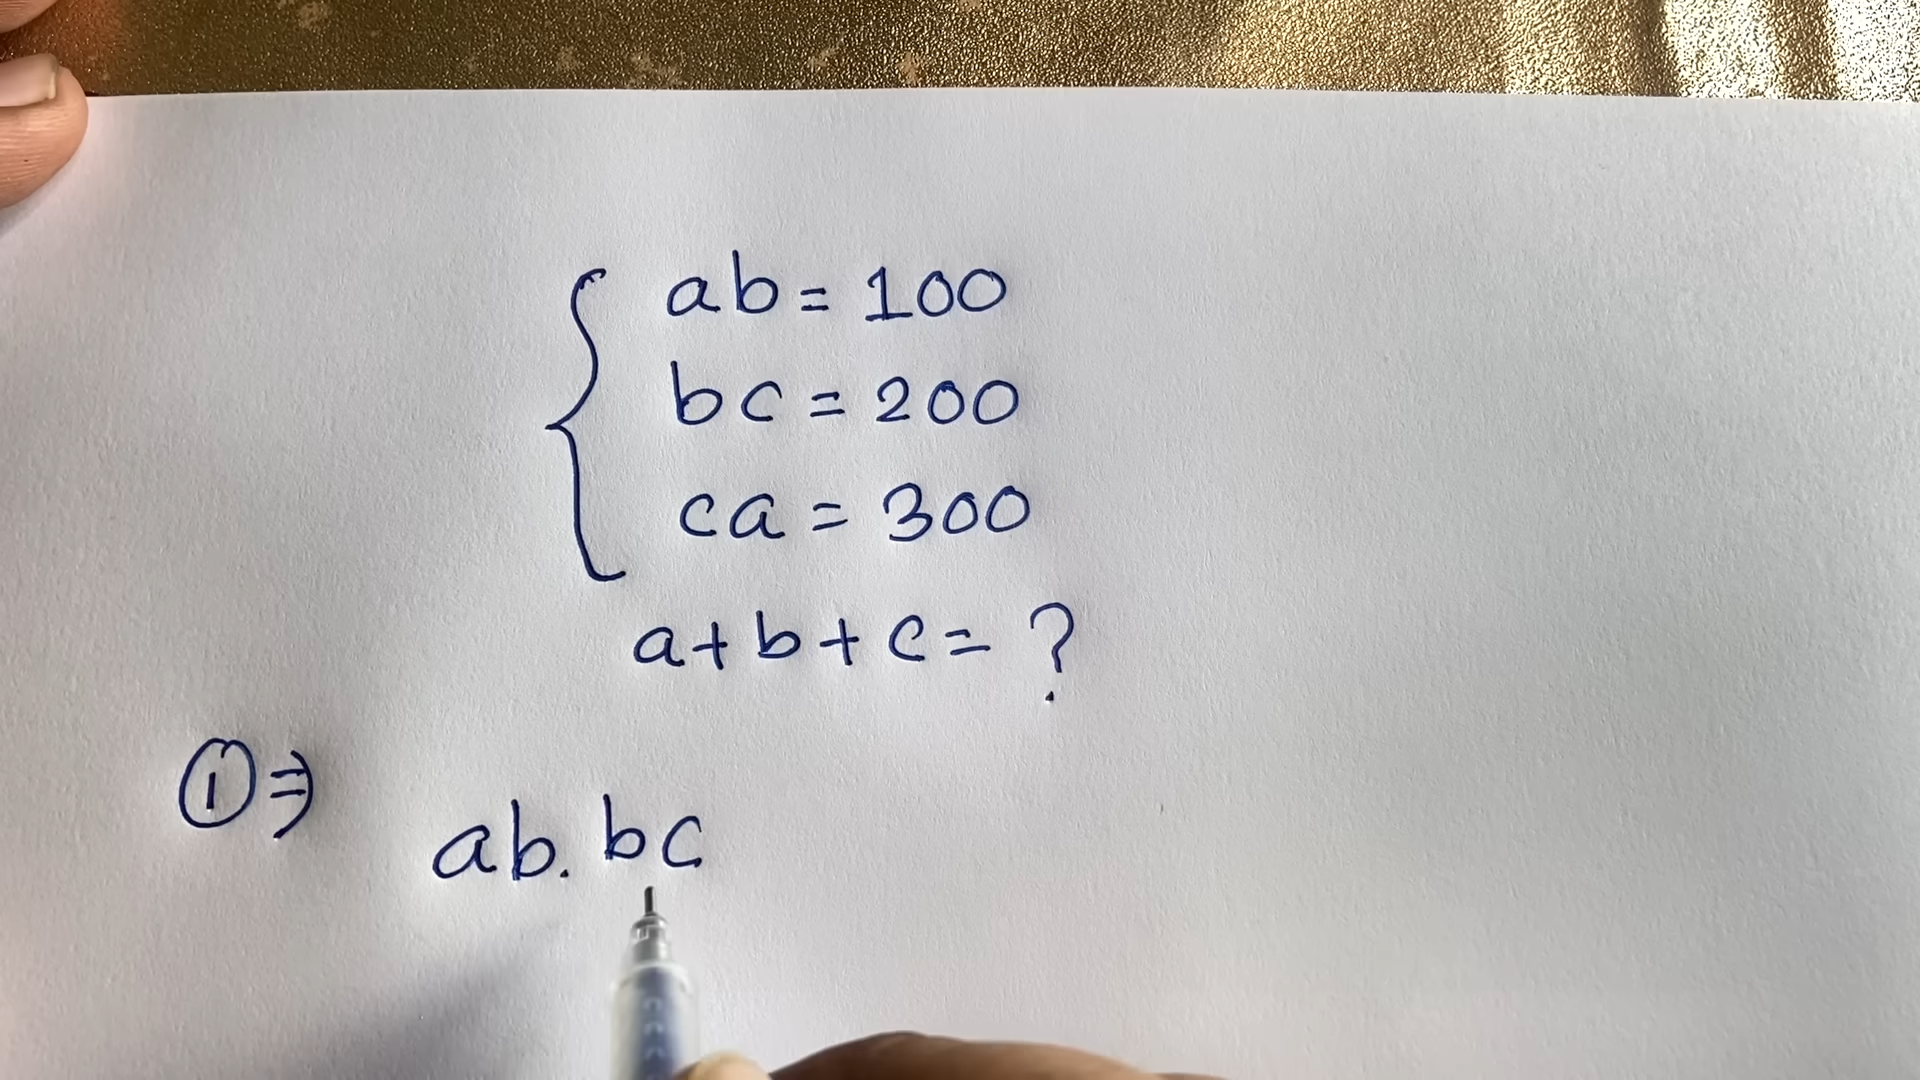 ab = 100
bc = 200
ca = 300
a+b+c = ?
①⇒
ab. bc